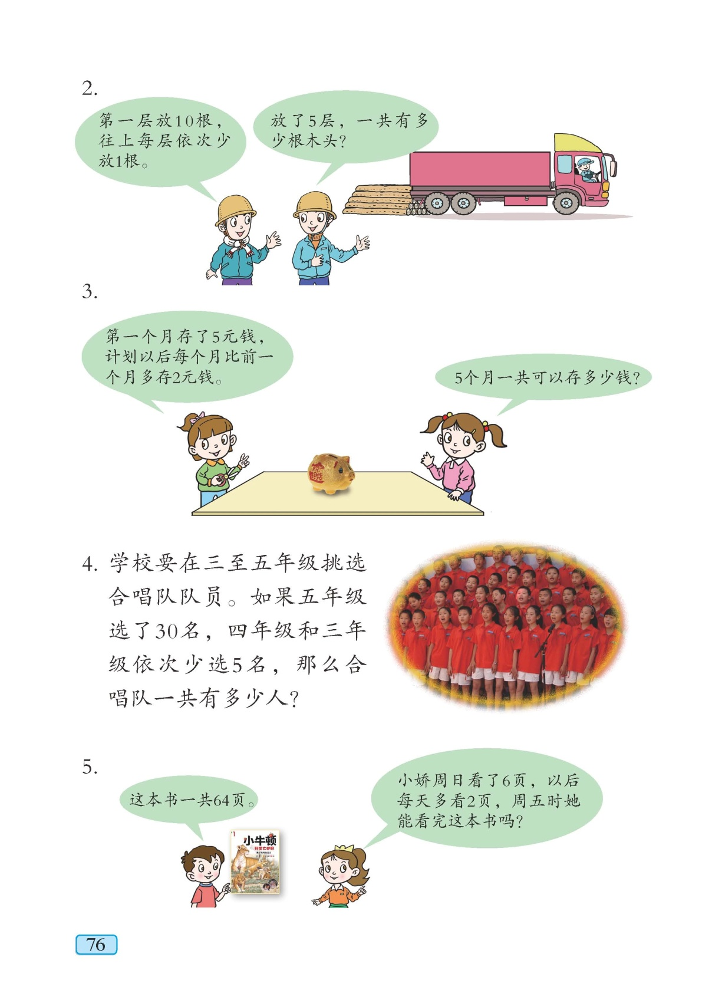 2.
第一层放10根，
往上每层依次少
放1根。
放了5层，一共有多
少根木头？
3.
第一个月存了5元钱，
计划以后每个月比前一
个月多存2元钱。
5个月一共可以存多少钱？
4. 学校要在三至五年级挑选
合唱队队员。如果五年级
选了30名，四年级和三年
级依次少选5名，那么合
唱队一共有多少人？
5.
这本书一共64页。
小娇周日看了6页，以后
每天多看2页，周五时她
能看完这本书吗？
1
小牛顿
科学大世界
76